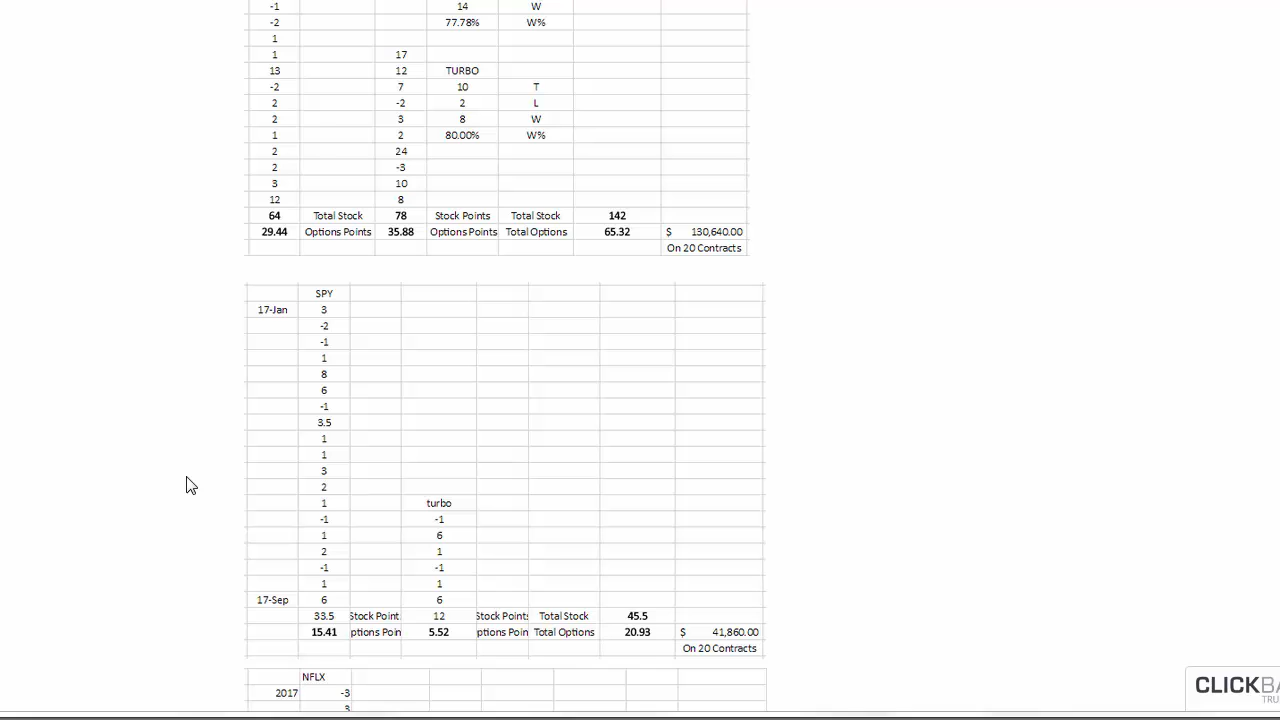 -1 14 W
-2 77.78% W%
1
1 17
13 12 TURBO
-2 7 10 T
2 -2 2 L
2 3 8 W
1 2 80.00% W%
2 24
2 -3
3 10
12 8
64 Total Stock 78 Stock Points Total Stock 142
29.44 Options Points 35.88 Options Points Total Options 65.32 $ 130,640.00
On 20 Contracts
SPY
17-Jan 3
-2
-1
1
8
6
-1
3.5
1
1
3
2
1 turbo
-1 -1
1 6
2 1
-1 -1
1 1
17-Sep 6 6
33.5 Stock Point 12 Stock Points Total Stock 45.5
15.41 ptions Poin 5.52 ptions Poin Total Options 20.93 $ 41,860.00
On 20 Contracts
NFLX
2017 -3
3
CLICKBA
TRU